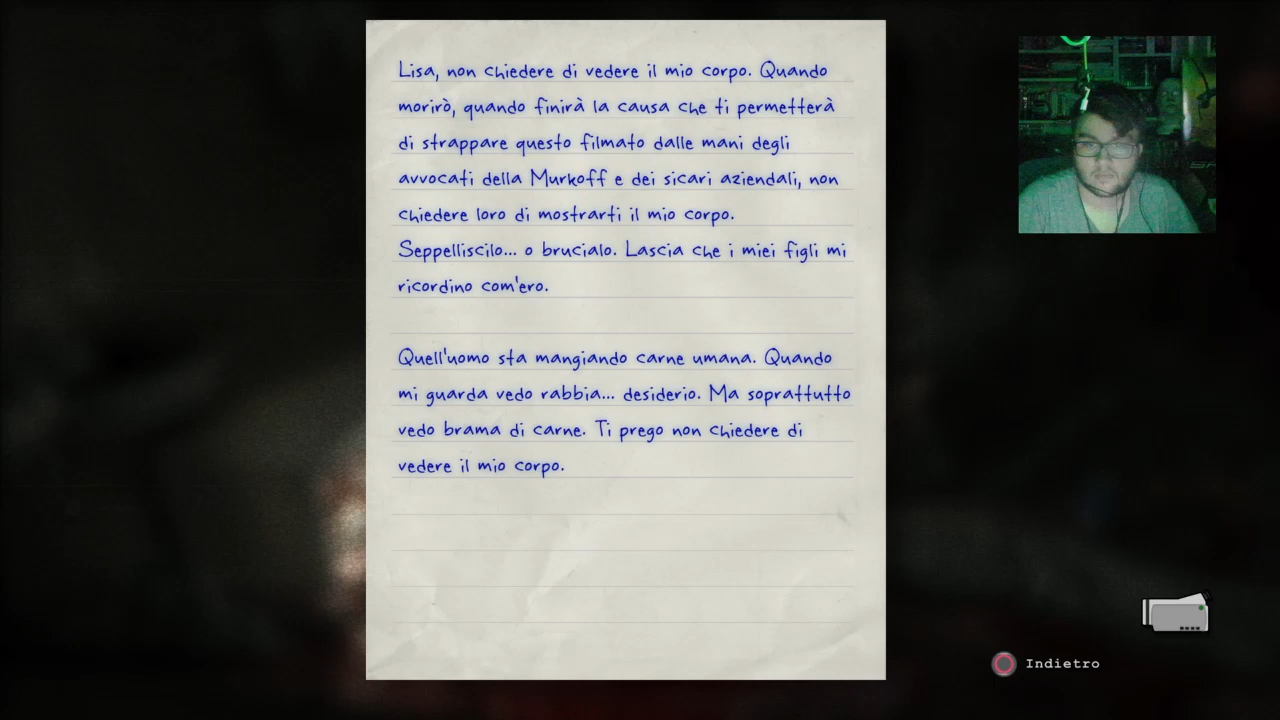 Lisa, non chiedere di vedere il mio corpo. Quando
morirò, quando finirà la causa che ti permetterà
di strappare questo filmato dalle mani degli
avvocati della Murkoff e dei sicari aziendali, non
chiedere loro di mostrarti il mio corpo.
Seppelliscilo... o brucialo. Lascia che i miei figli mi
ricordino com'ero.
Quell'uomo sta mangiando carne umana. Quando
mi guarda vedo rabbia... desiderio. Ma soprattutto
vedo brama di carne. Ti prego non chiedere di
vedere il mio corpo.
Indietro